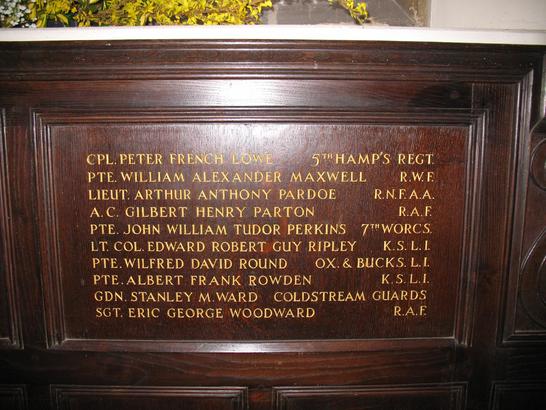 CPL. PETER FRENCH LOWE 5TH HAMP'S REGT.
PTE. WILLIAM ALEXANDER MAXWELL R.W.F.
LIEUT. ARTHUR ANTHONY PARDOE R.N.F.A.A.
A.C. GILBERT HENRY PARTON R.A.F.
PTE. JOHN WILLIAM TUDOR PERKINS 7TH WORCS.
LT. COL. EDWARD ROBERT GUY RIPLEY K.S.L.I.
PTE. WILFRED DAVID ROUND OX. & BUCKS. L.I.
PTE. ALBERT FRANK ROWDEN K.S.L.I.
GDN. STANLEY M. WARD COLDSTREAM GUARDS
SGT. ERIC GEORGE WOODWARD R.A.F.